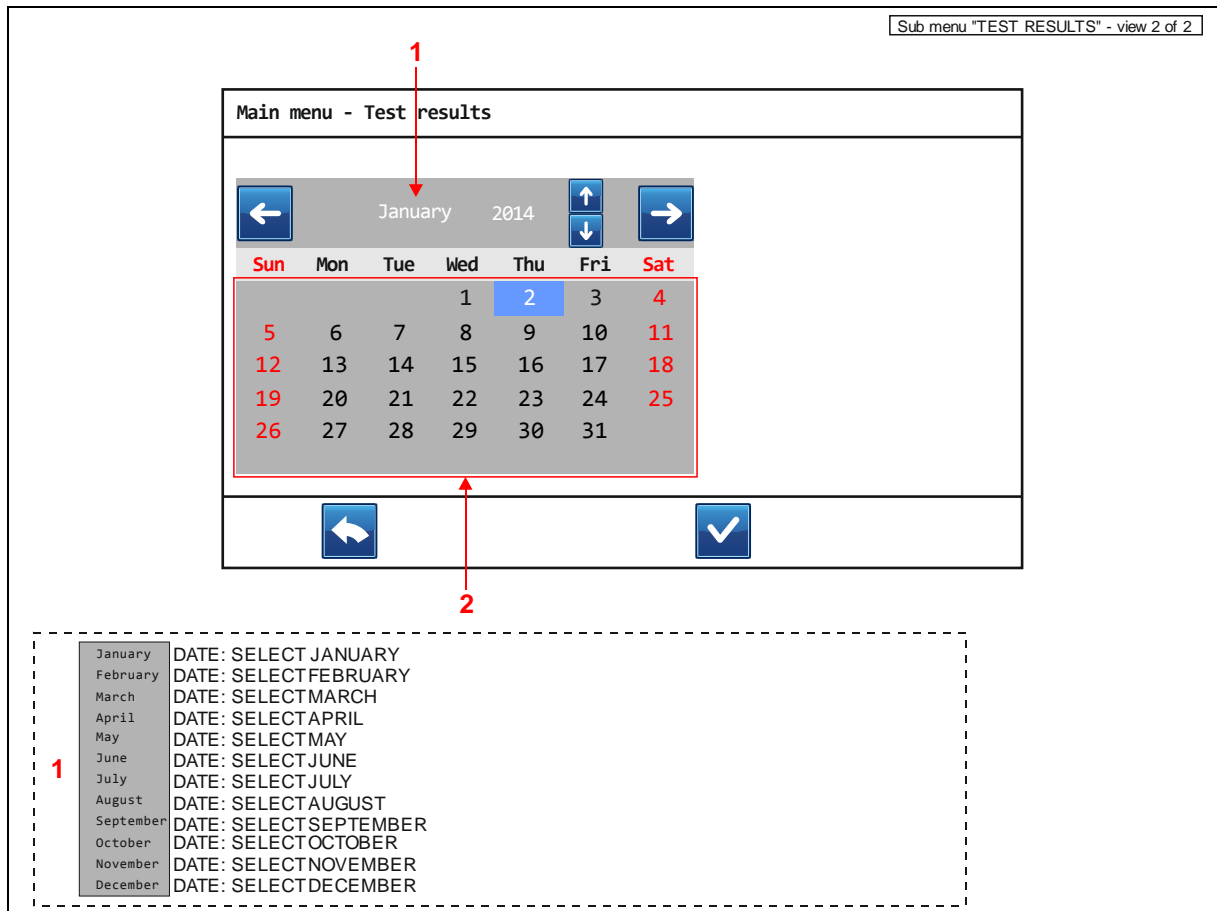 Sub menu "TEST RESULTS" - view 2 of 2
1
Main menu - Test results
January 2014
Sun Mon Tue Wed Thu Fri Sat
1 2 3 4
5 6 7 8 9 10 11
12 13 14 15 16 17 18
19 20 21 22 23 24 25
26 27 28 29 30 31
2
1
January DATE: SELECT JANUARY
February DATE: SELECT FEBRUARY
March DATE: SELECT MARCH
April DATE: SELECT APRIL
May DATE: SELECT MAY
June DATE: SELECT JUNE
July DATE: SELECT JULY
August DATE: SELECT AUGUST
September DATE: SELECT SEPTEMBER
October DATE: SELECT OCTOBER
November DATE: SELECT NOVEMBER
December DATE: SELECT DECEMBER